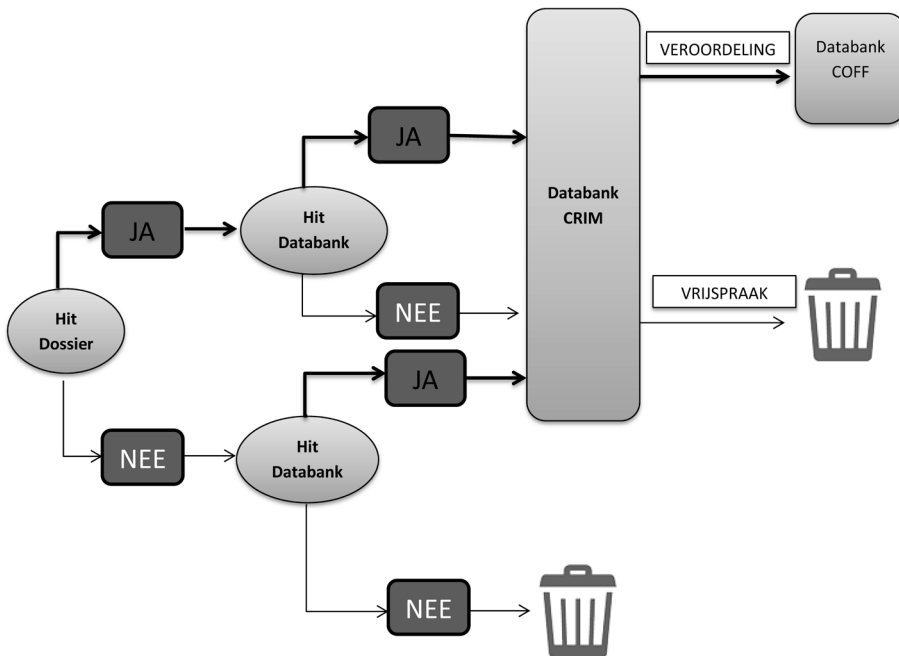 VEROORDELING
Databank
COFF
JA
JA
Hit
Databank
Databank
CRIM
VRIJSPRAAK
NEE
Hit
Dossier
JA
NEE
Hit
Databank
NEE